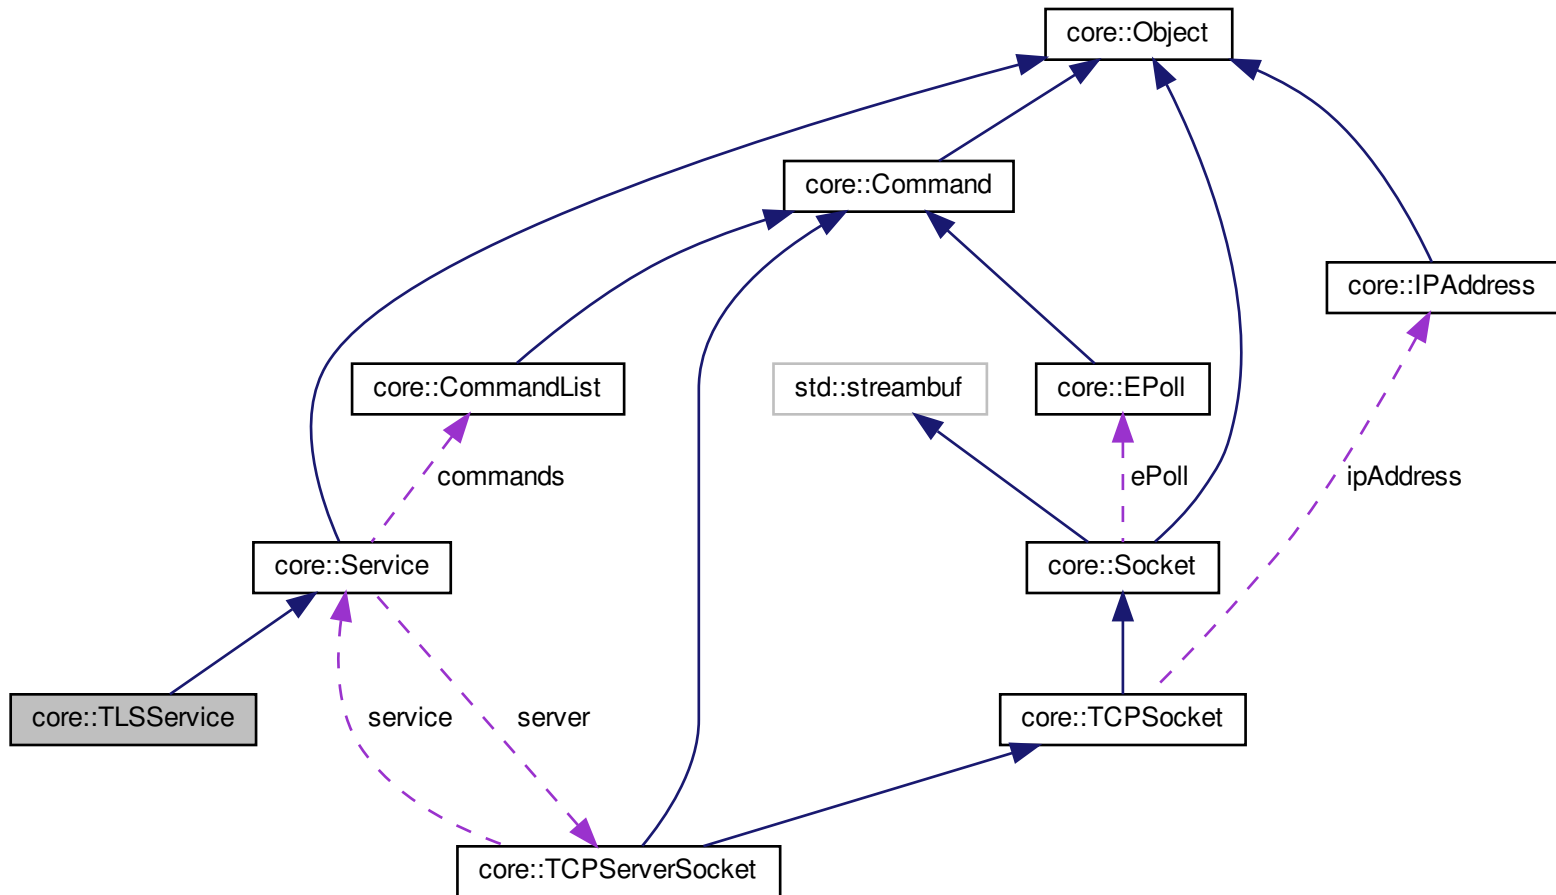 core::Object
core::Command
core::IPAddress
core::CommandList
std::streambuf
core::EPoll
commands
ePoll
ipAddress
core::Service
core::Socket
core::TLSService
service
server
core::TCPSocket
core::TCPServerSocket